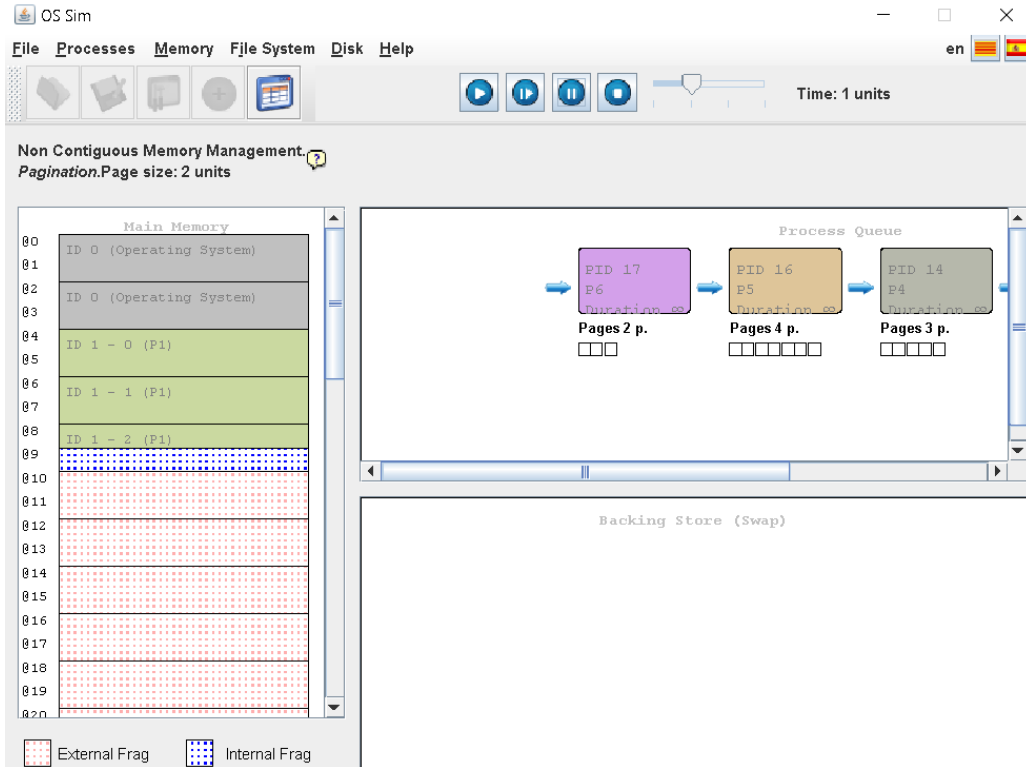 OS Sim
File Processes Memory File System Disk Help en
Time: 1 units
Non Contiguous Memory Management.
Pagination.Page size: 2 units
Main Memory
@0
ID 0 (Operating System)
@1
@2
ID 0 (Operating System)
@3
@4
ID 1 - 0 (P1)
@5
@6
ID 1 - 1 (P1)
@7
@8
ID 1 - 2 (P1)
@9
@10
@11
@12
@13
@14
@15
@16
@17
@18
@19
@20
External Frag Internal Frag
Process Queue
PID 17
P6
Duration ∞
Pages 2 p.
PID 16
P5
Duration ∞
Pages 4 p.
PID 14
P4
Duration ∞
Pages 3 p.
Backing Store (Swap)